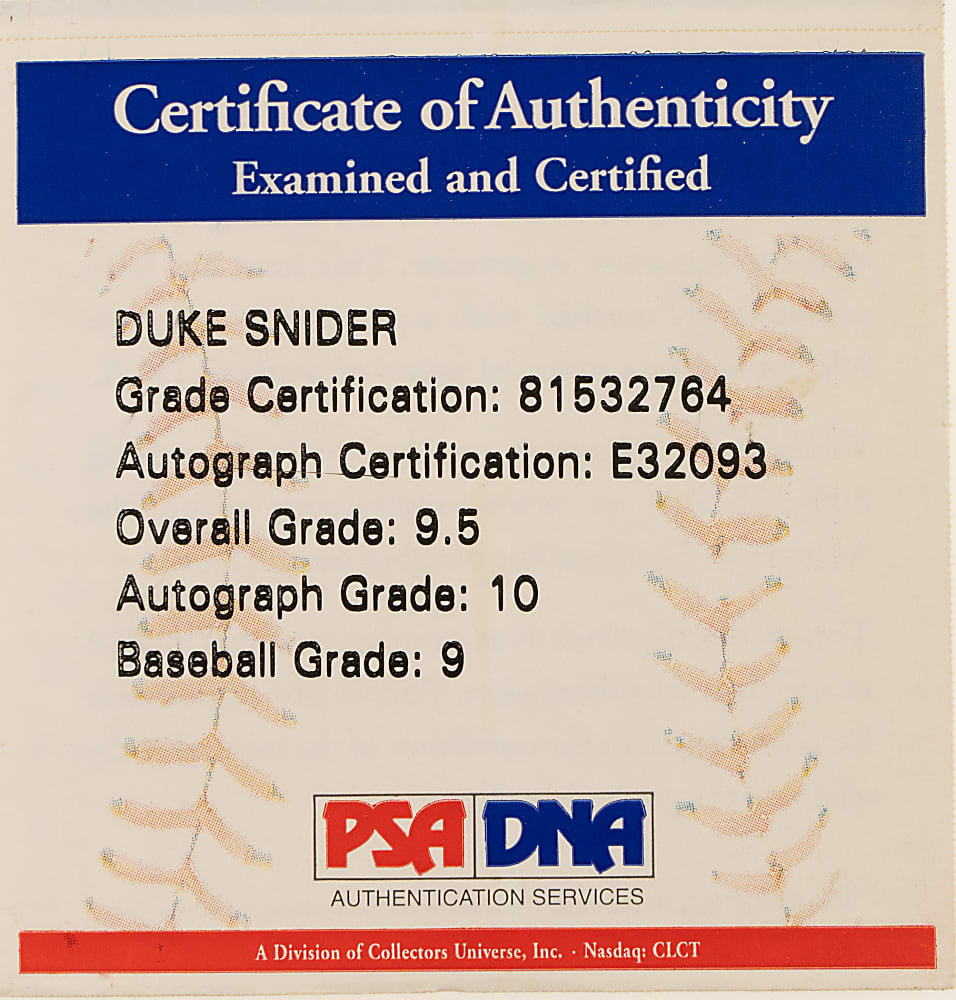 Certificate of Authenticity
Examined and Certified
DUKE SNIDER
Grade Certification: 81532764
Autograph Certification: E32093
Overall Grade: 9.5
Autograph Grade: 10
Baseball Grade: 9
PSA DNA
AUTHENTICATION SERVICES
A Division of Collectors Universe, Inc. · Nasdaq: CLCT